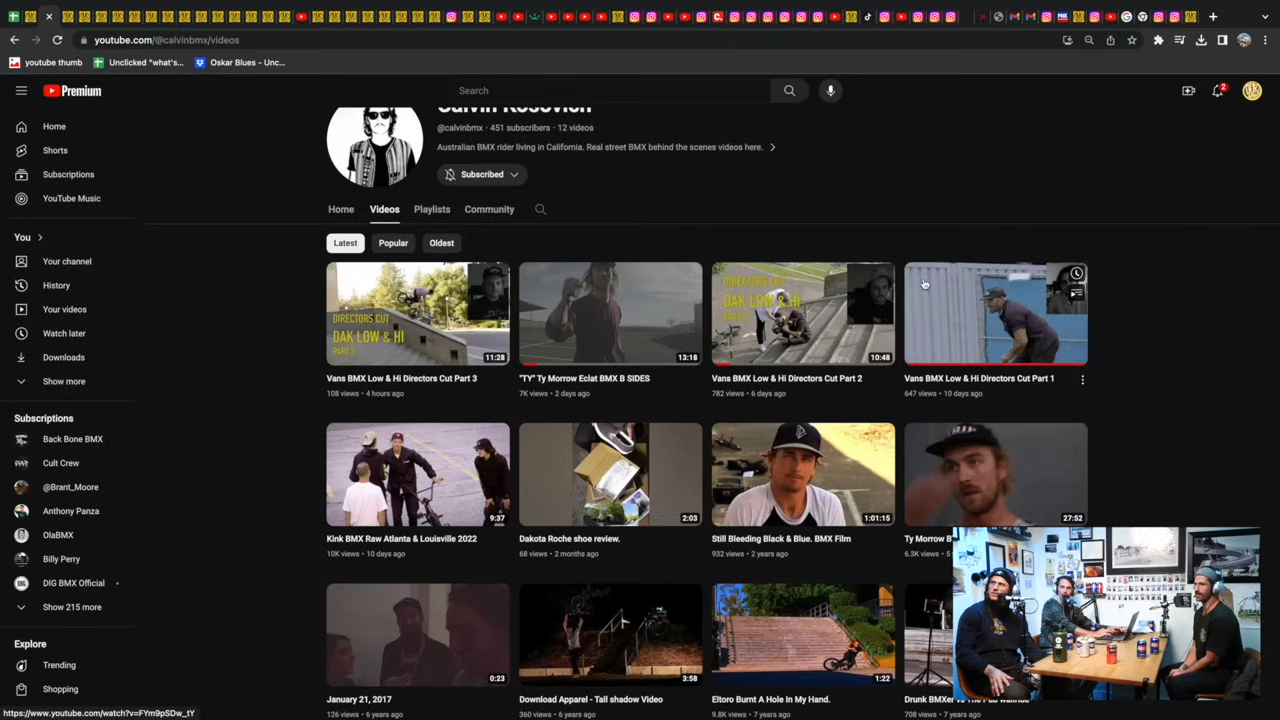 youtube.com/@calvinbmx/videos
youtube thumb
Unclicked "what's...
Oskar Blues - Unc...
Premium
Search
2
Home
Shorts
Subscriptions
YouTube Music
You
Your channel
History
Your videos
Watch later
Downloads
Show more
Subscriptions
Back Bone BMX
Cult Crew
@Brant_Moore
Anthony Panza
OlaBMX
Billy Perry
DIG BMX Official
Show 215 more
Explore
Trending
Shopping
https://www.youtube.com/watch?v=FYm9pSDw_tY
@calvinbmx · 451 subscribers · 12 videos
Australian BMX rider living in California. Real street BMX behind the scenes videos here.
Subscribed
Home Videos Playlists Community
Latest Popular Oldest
DIRECTORS CUT
DAK LOW & HI
PART 3
11:28
13:18
DIRECTORS CUT
DAK LOW & HI
10:48
Vans BMX Low & Hi Directors Cut Part 3
108 views · 4 hours ago
"TY" Ty Morrow Eclat BMX B SIDES
7K views · 2 days ago
Vans BMX Low & Hi Directors Cut Part 2
782 views · 6 days ago
Vans BMX Low & Hi Directors Cut Part 1
647 views · 10 days ago
9:37
2:03
1:01:15
27:52
Kink BMX Raw Atlanta & Louisville 2022
10K views · 10 days ago
Dakota Roche shoe review.
68 views · 2 months ago
Still Bleeding Black & Blue. BMX Film
932 views · 2 years ago
Ty Morrow B
6.3K views
0:23
3:58
1:22
January 21, 2017
126 views · 6 years ago
Download Apparel - Tall shadow Video
360 views · 6 years ago
Eltoro Burnt A Hole In My Hand.
9.8K views · 7 years ago
708 views · 7 years ago